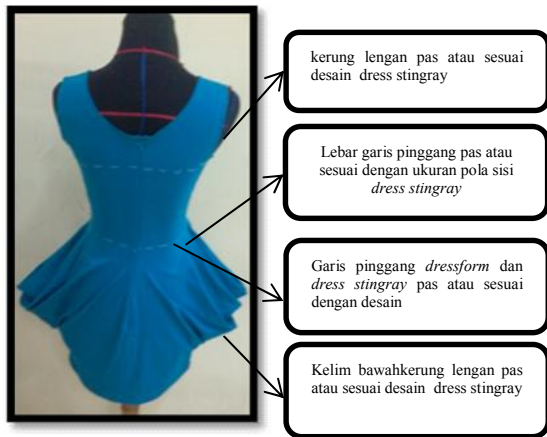 kerung lengan pas atau sesuai
desain dress stingray
Lebar garis pinggang pas atau
sesuai dengan ukuran pola sisi
dress stingray
Garis pinggang dressform dan
dress stingray pas atau sesuai
dengan desain
Kelim bawahkerung lengan pas
atau sesuai desain dress stingray